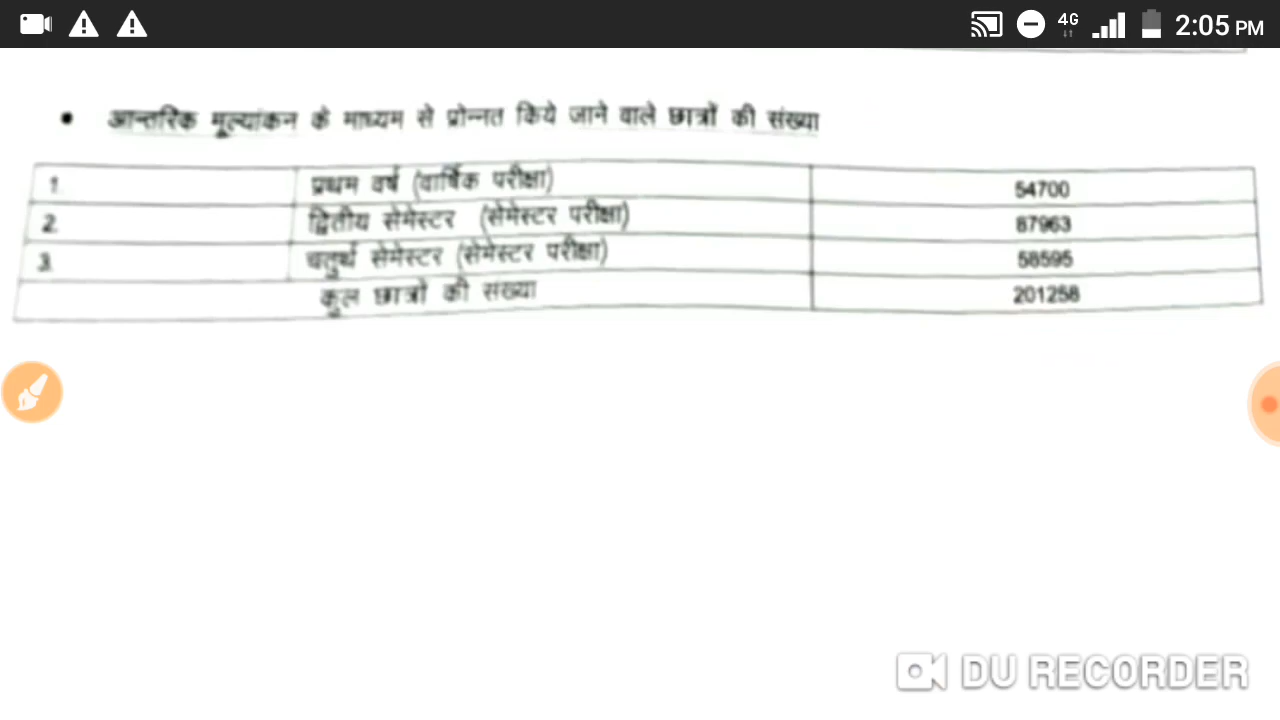 4G 2:05 PM
• आन्तरिक मूल्यांकन के माध्यम से प्रोन्नत किये जाने वाले छात्रों की संख्या
1. प्रथम वर्ष (वार्षिक परीक्षा) 54700
2. द्वितीय सेमेस्टर (सेमेस्टर परीक्षा) 87963
3. चतुर्थ सेमेस्टर (सेमेस्टर परीक्षा) 58595
कुल छात्रों की संख्या 201258
DU RECORDER